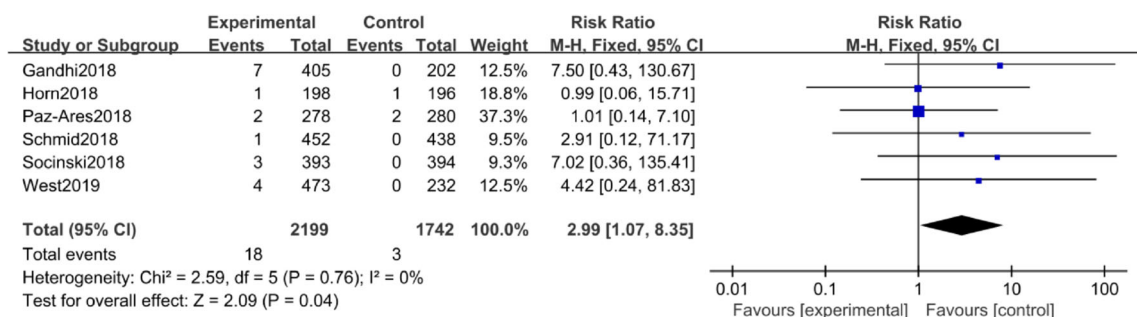 Experimental Control Risk Ratio Risk Ratio
Study or Subgroup Events Total Events Total Weight M-H, Fixed, 95% CI M-H, Fixed, 95% CI
Gandhi2018 7 405 0 202 12.5% 7.50 [0.43, 130.67]
Horn2018 1 198 1 196 18.8% 0.99 [0.06, 15.71]
Paz-Ares2018 2 278 2 280 37.3% 1.01 [0.14, 7.10]
Schmid2018 1 452 0 438 9.5% 2.91 [0.12, 71.17]
Socinski2018 3 393 0 394 9.3% 7.02 [0.36, 135.41]
West2019 4 473 0 232 12.5% 4.42 [0.24, 81.83]
Total (95% CI) 2199 1742 100.0% 2.99 [1.07, 8.35]
Total events 18 3
Heterogeneity: Chi² = 2.59, df = 5 (P = 0.76); I² = 0%
Test for overall effect: Z = 2.09 (P = 0.04)
0.01 0.1 1 10 100
Favours [experimental] Favours [control]